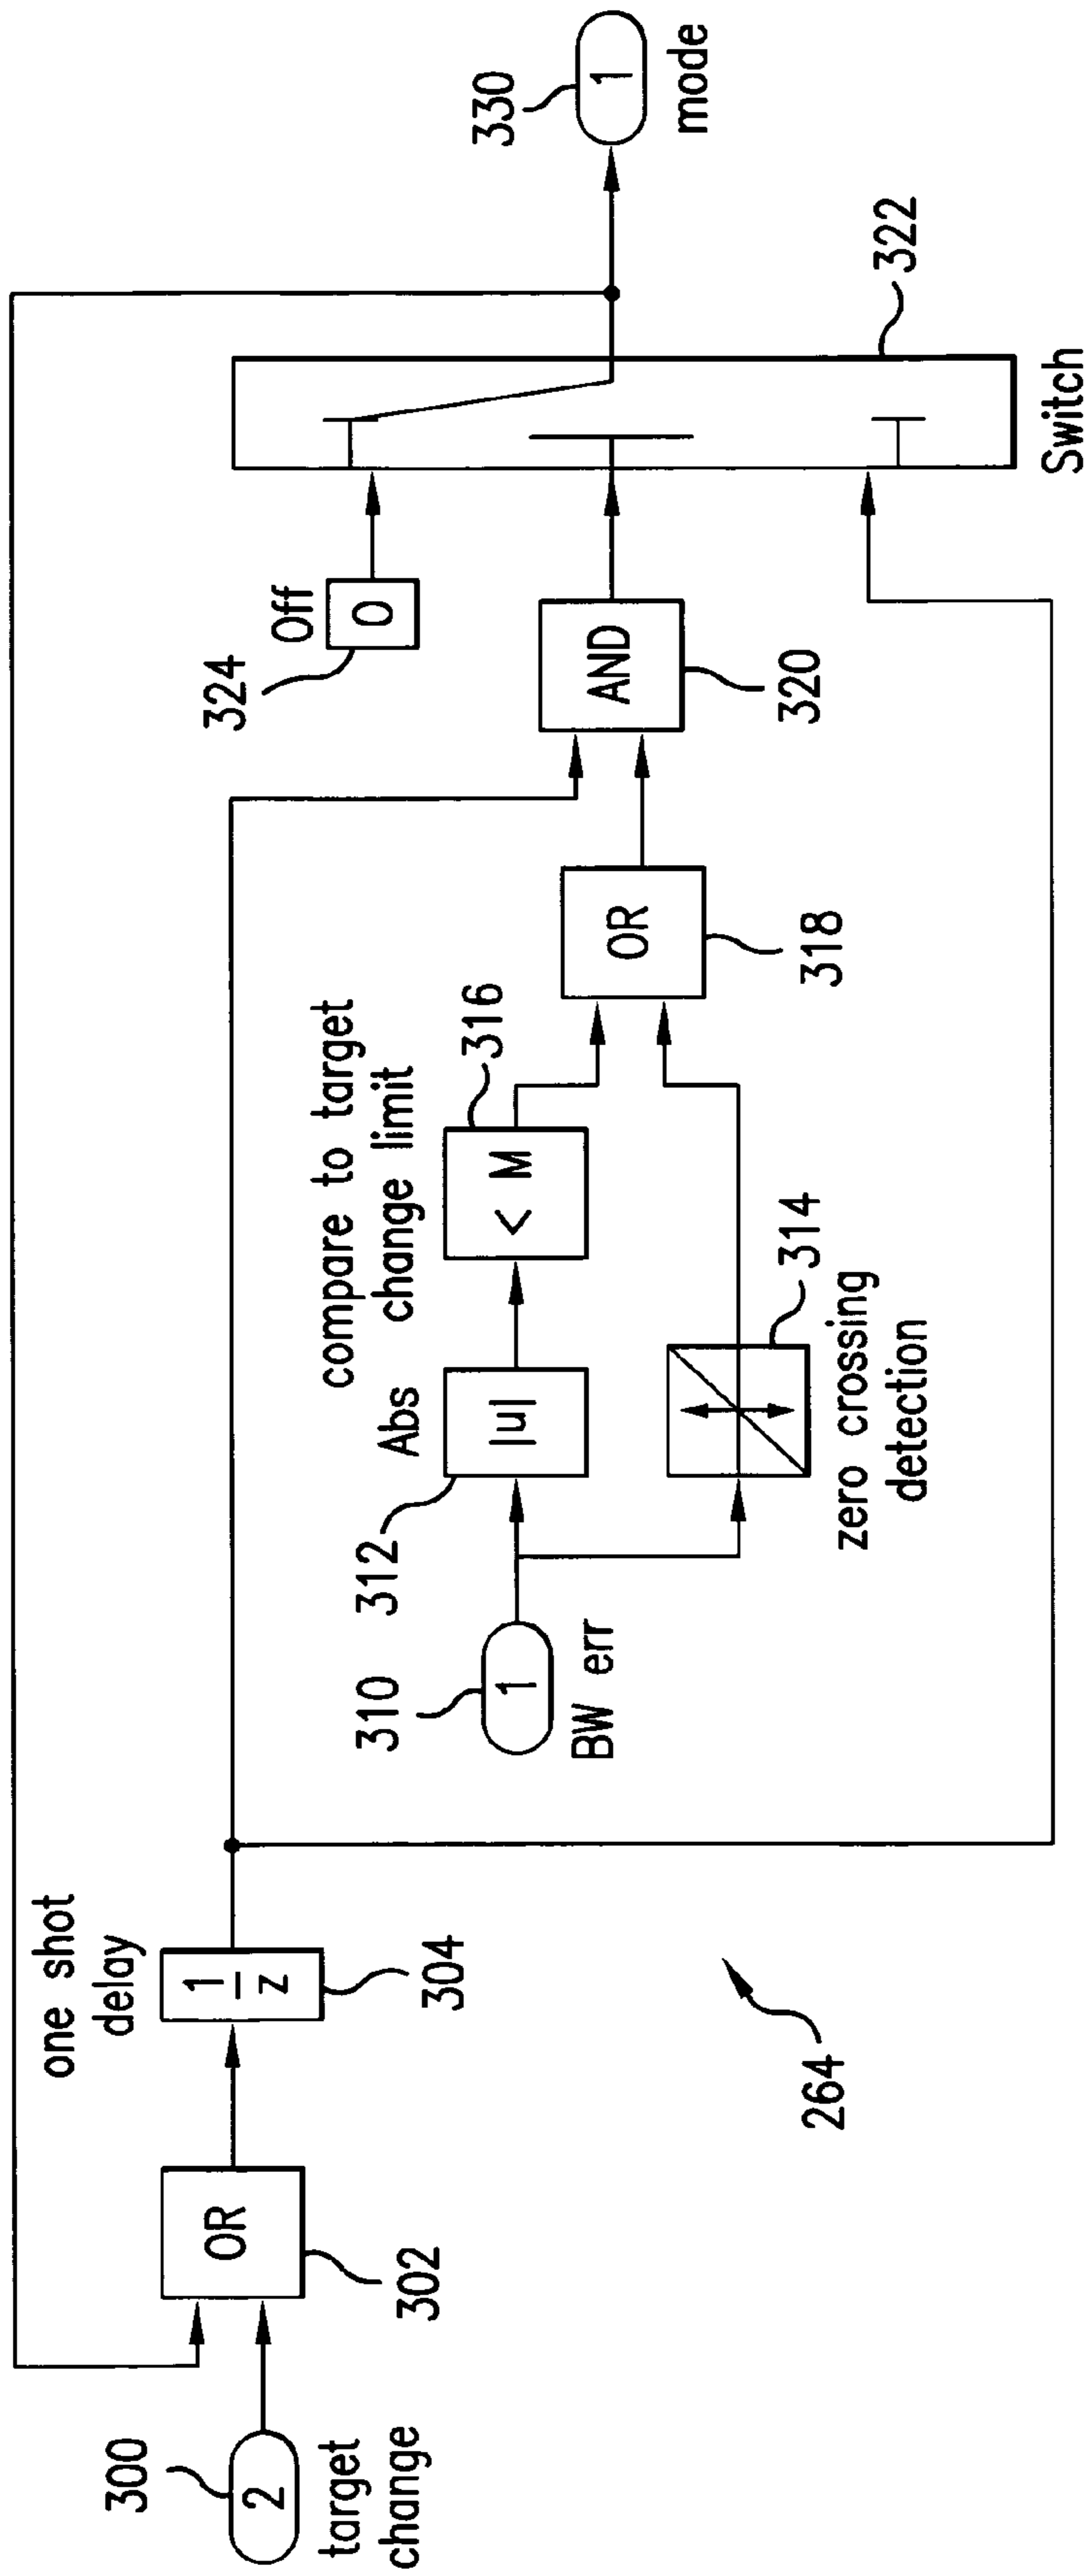 300
2
target
change
OR
302
one shot
delay
1
z
304
264
310
1
BW err
312
Abs
|u|
compare to target
change limit
< M
316
zero crossing
detection
314
OR
318
AND
320
324
Off
0
Switch
322
330
1
mode